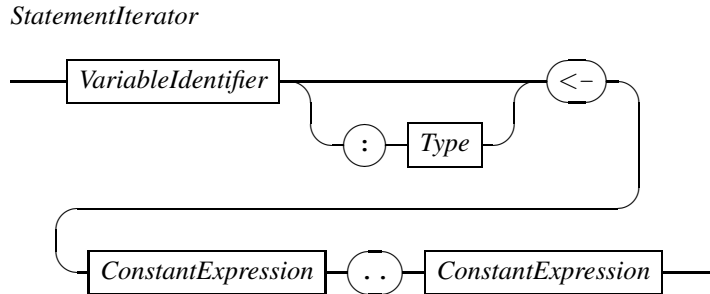 StatementIterator
VariableIdentifier <-
: Type
ConstantExpression .. ConstantExpression